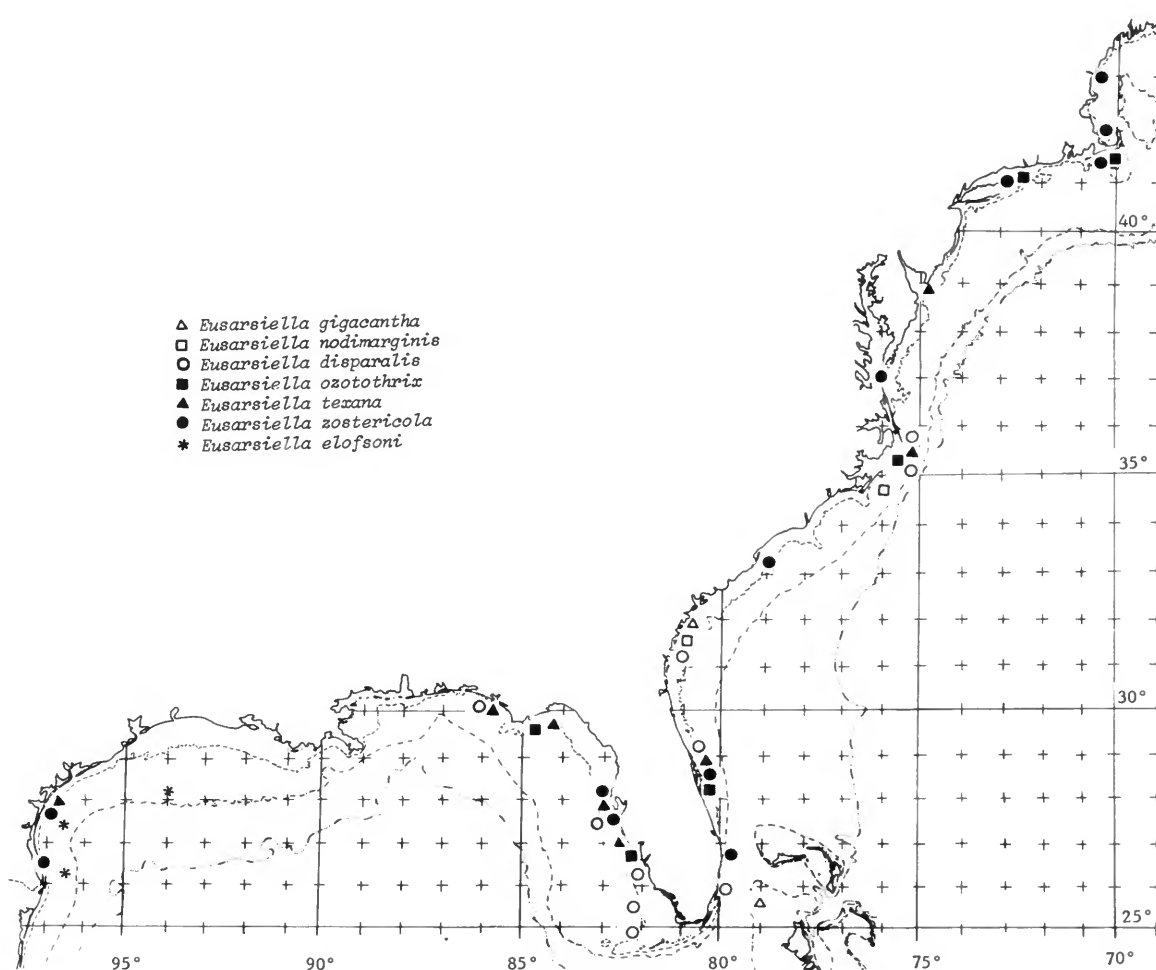 Eusarsiella gigacantha
Eusarsiella nodimarginis
Eusarsiella disparalis
Eusarsiella ozotothrix
Eusarsiella texana
Eusarsiella zostericola
Eusarsiella elofsoni
40°
35°
30°
25°
95°
90°
85°
80°
75°
70°